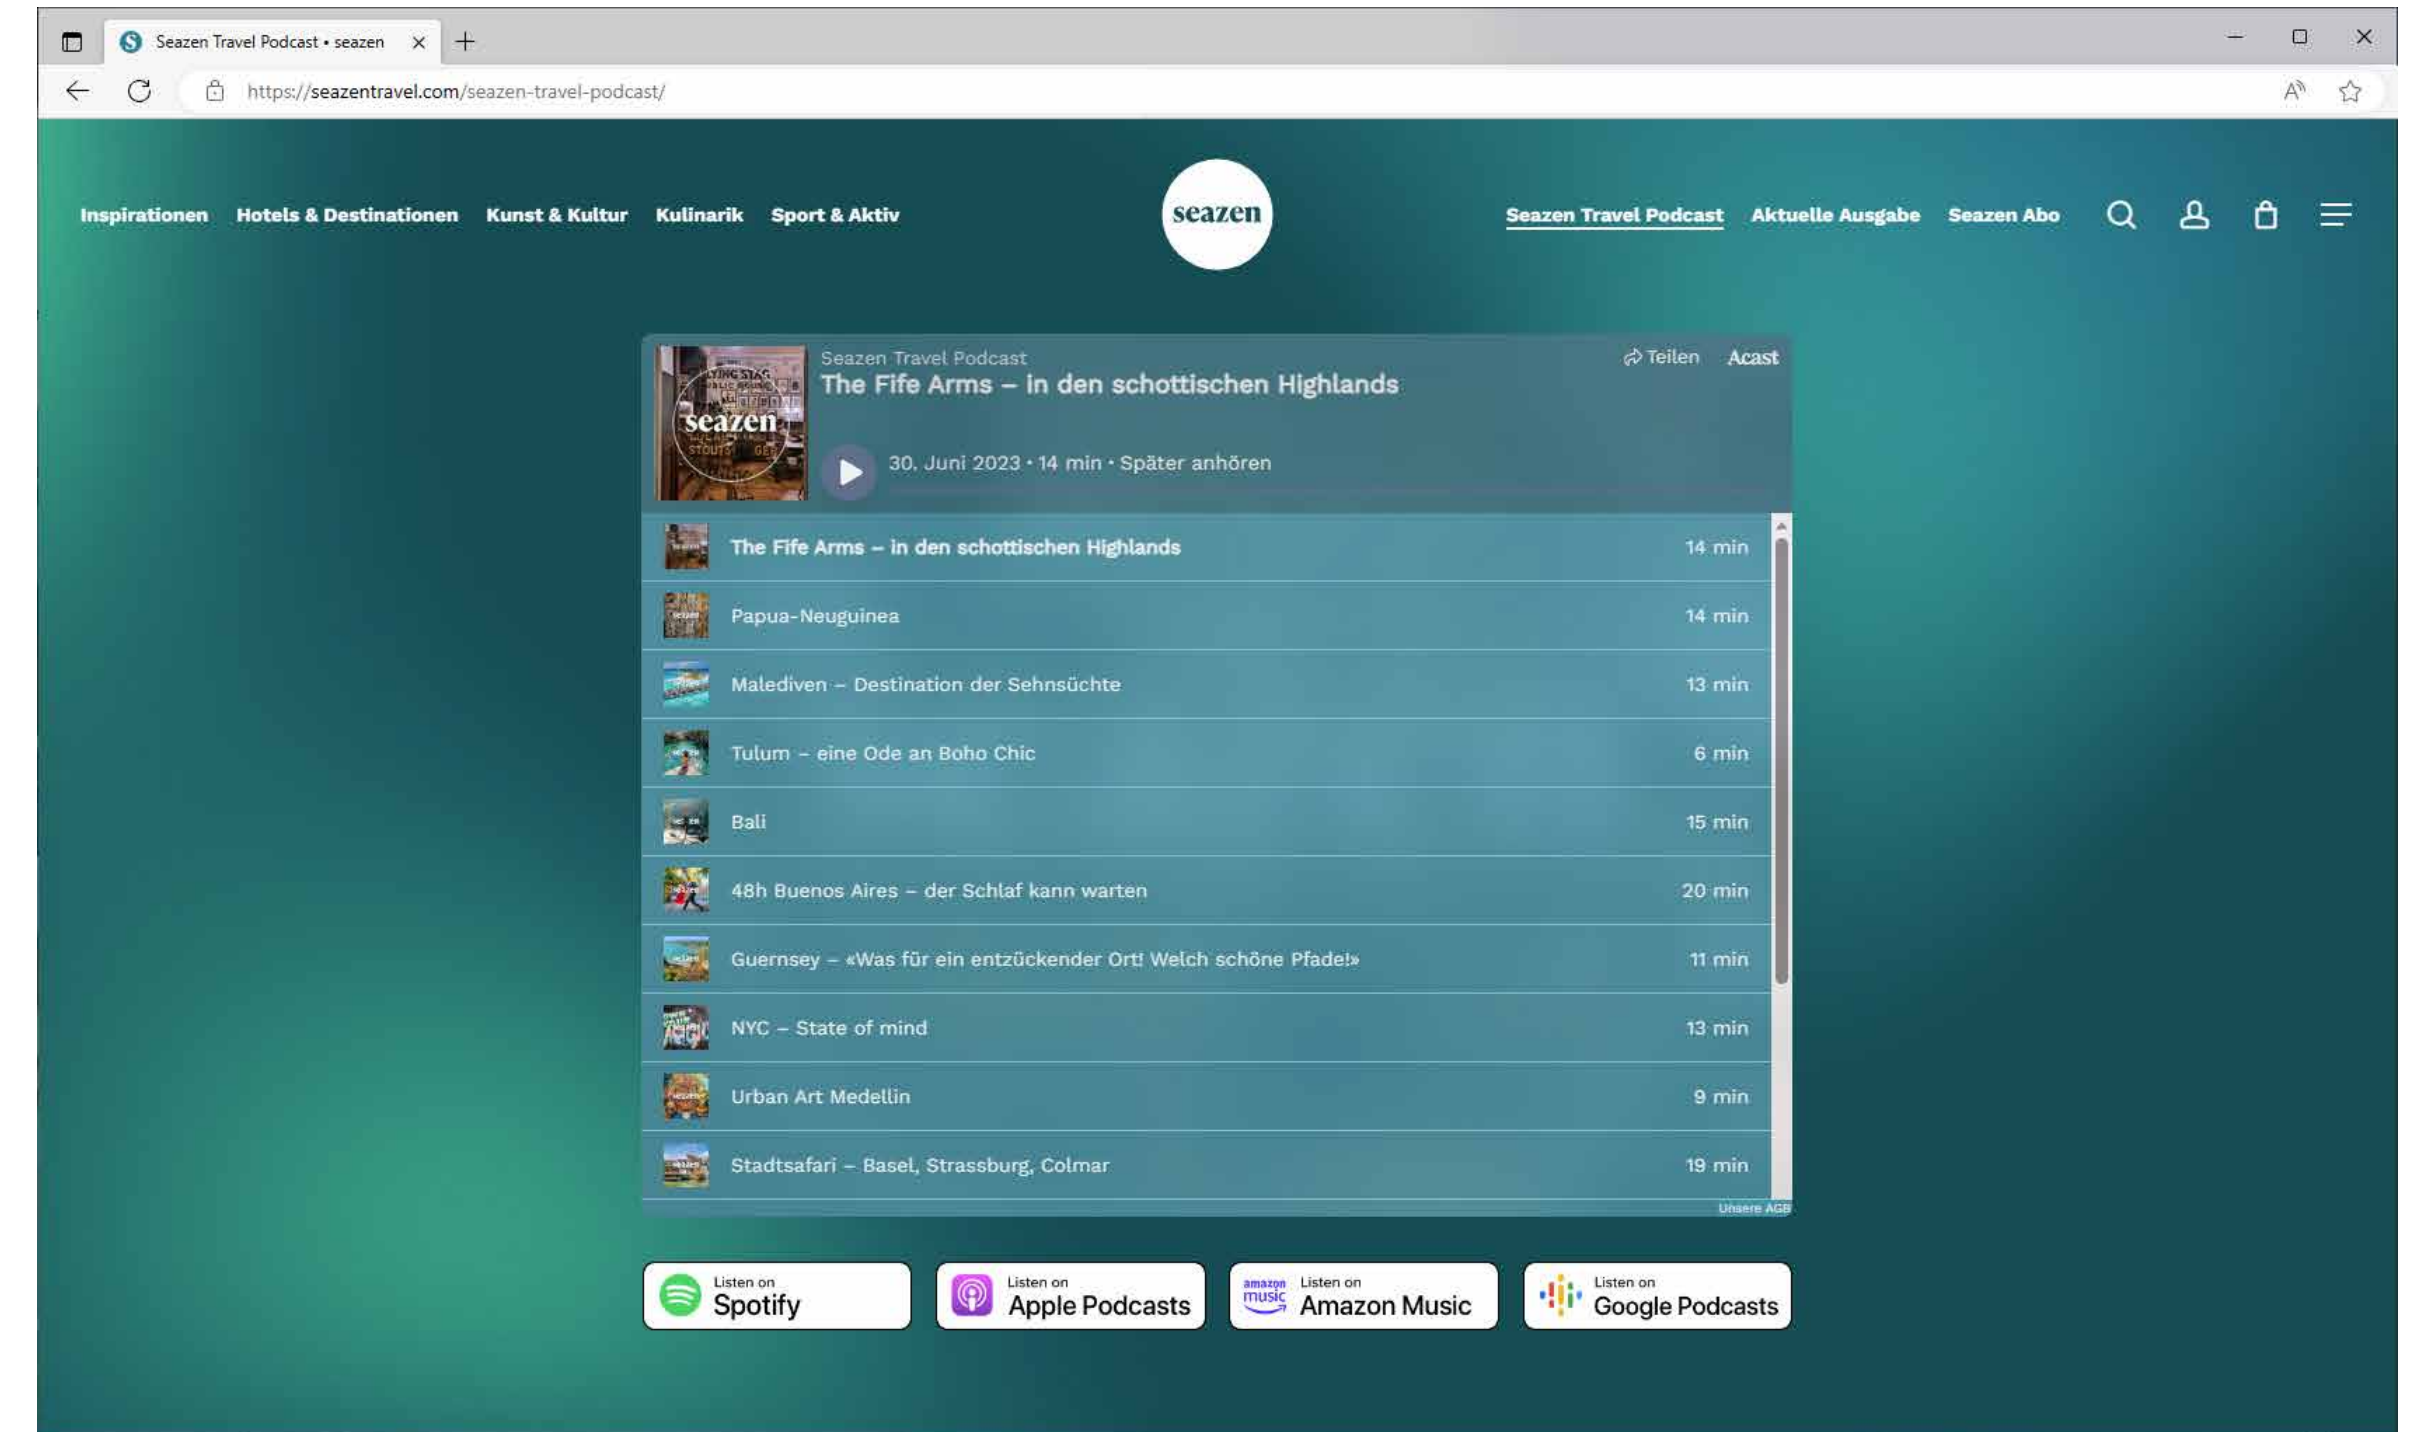 Seazen Travel Podcast • seazen
https://seazentravel.com/seazen-travel-podcast/
Inspirationen Hotels & Destinationen Kunst & Kultur Kulinarik Sport & Aktiv
seazen
Seazen Travel Podcast Aktuelle Ausgabe Seazen Abo
Seazen Travel Podcast
Teilen Acast
The Fife Arms – in den schottischen Highlands
seazen
30. Juni 2023 • 14 min • Später anhören
The Fife Arms – in den schottischen Highlands 14 min
Papua-Neuguinea 14 min
Malediven – Destination der Sehnsüchte 13 min
Tulum – eine Ode an Boho Chic 6 min
Bali 15 min
48h Buenos Aires – der Schlaf kann warten 20 min
Guernsey – «Was für ein entzückender Ort! Welch schöne Pfade!» 11 min
NYC – State of mind 13 min
Urban Art Medellin 9 min
Stadtsafari – Basel, Strassburg, Colmar 19 min
Unsere AGB
Listen on
Spotify
Listen on
Apple Podcasts
amazon
music
Listen on
Amazon Music
Listen on
Google Podcasts